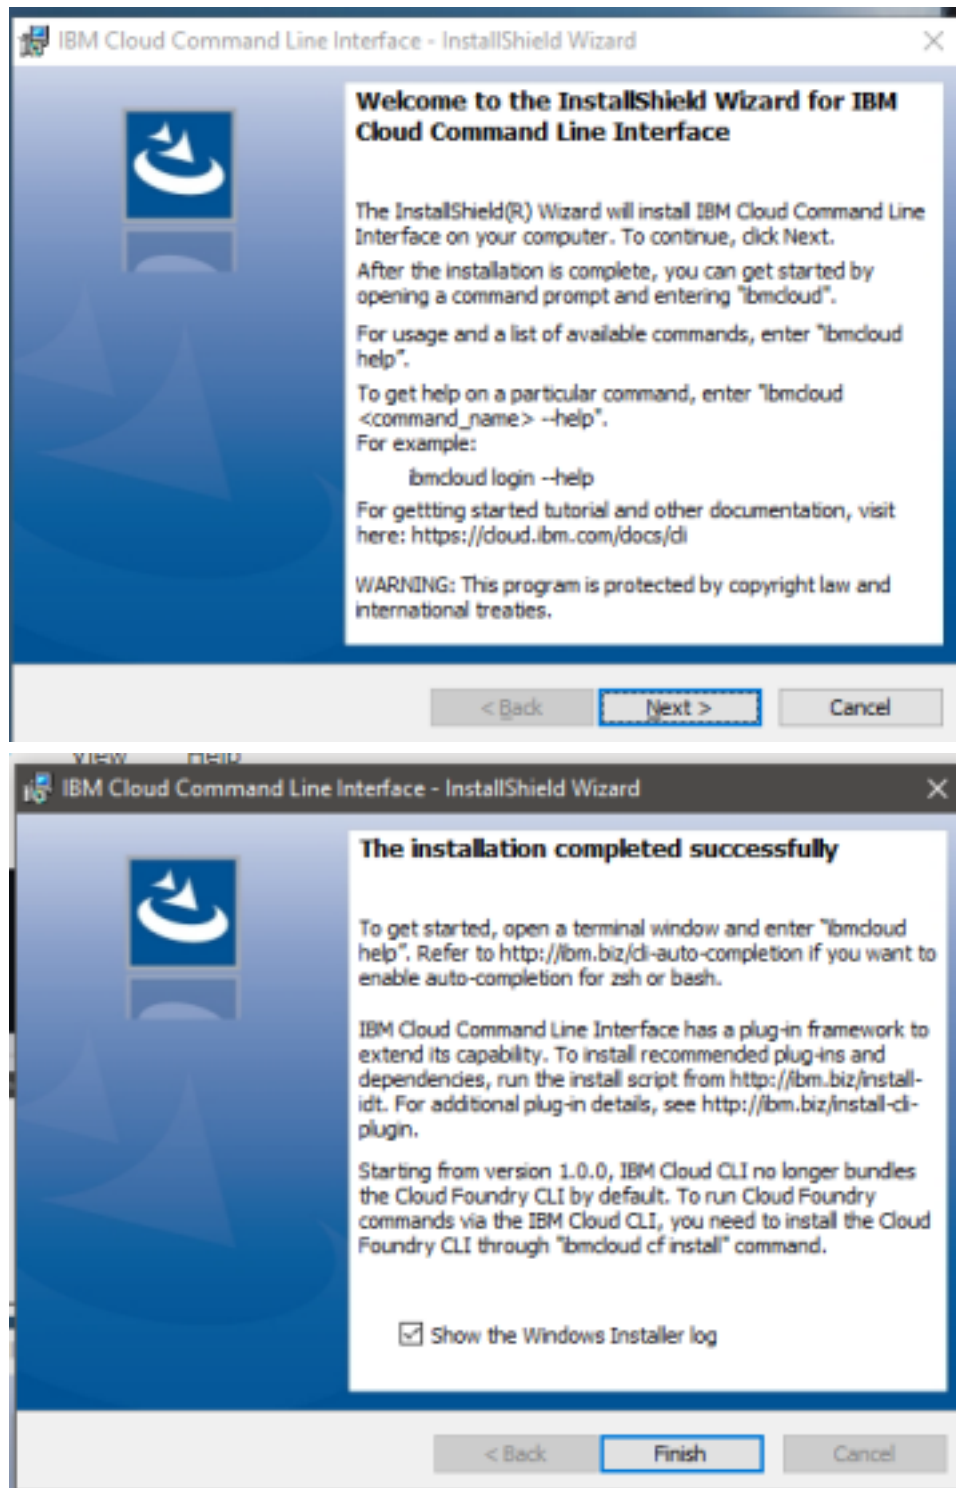 IBM Cloud Command Line Interface - InstallShield Wizard
Welcome to the InstallShield Wizard for IBM
Cloud Command Line Interface
The InstallShield(R) Wizard will install IBM Cloud Command Line
Interface on your computer. To continue, click Next.
After the installation is complete, you can get started by
opening a command prompt and entering "ibmcloud".
For usage and a list of available commands, enter "ibmcloud
help".
To get help on a particular command, enter "ibmcloud
<command_name> --help".
For example:
ibmcloud login --help
For gettting started tutorial and other documentation, visit
here: https://cloud.ibm.com/docs/cli
WARNING: This program is protected by copyright law and
international treaties.
< Back Next > Cancel
View Help
IBM Cloud Command Line Interface - InstallShield Wizard
The installation completed successfully
To get started, open a terminal window and enter "ibmcloud
help". Refer to http://ibm.biz/cli-auto-completion if you want to
enable auto-completion for zsh or bash.
IBM Cloud Command Line Interface has a plug-in framework to
extend its capability. To install recommended plug-ins and
dependencies, run the install script from http://ibm.biz/install-
idt. For additional plug-in details, see http://ibm.biz/install-cli-
plugin.
Starting from version 1.0.0, IBM Cloud CLI no longer bundles
the Cloud Foundry CLI by default. To run Cloud Foundry
commands via the IBM Cloud CLI, you need to install the Cloud
Foundry CLI through "ibmcloud cf install" command.
Show the Windows Installer log
< Back Finish Cancel